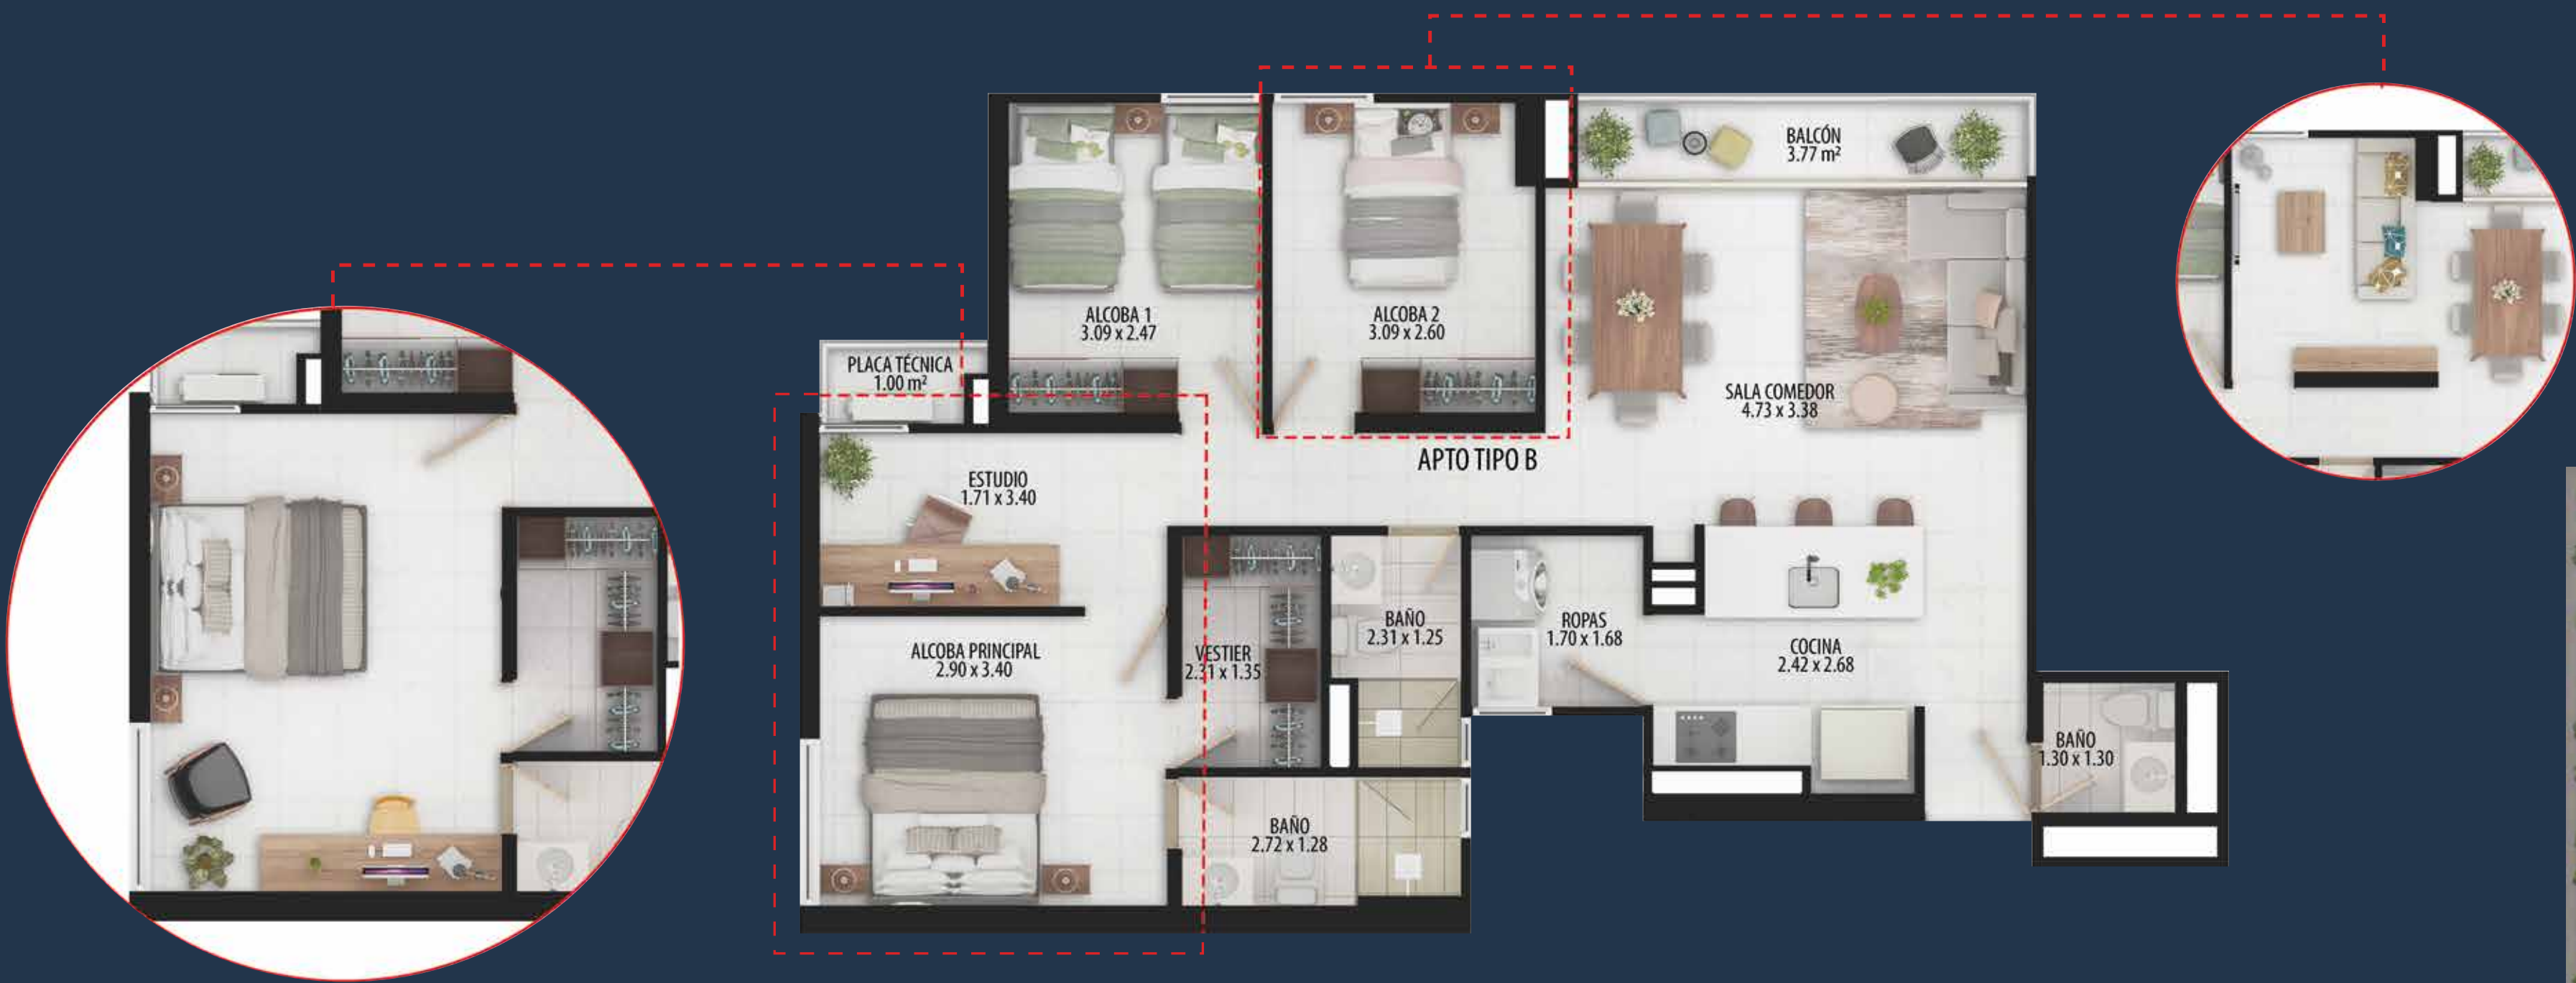 BALCÓN
3.77 m²
ALCOBA 1
3.09 x 2.47
ALCOBA 2
3.09 x 2.60
PLACA TÉCNICA
1.00 m²
SALA COMEDOR
4.73 x 3.38
APTO TIPO B
ESTUDIO
1.71 x 3.40
ALCOBA PRINCIPAL
2.90 x 3.40
VESTIER
2.31 x 1.35
BAÑO
2.31 x 1.25
ROPAS
1.70 x 1.68
COCINA
2.42 x 2.68
BAÑO
1.30 x 1.30
BAÑO
2.72 x 1.28